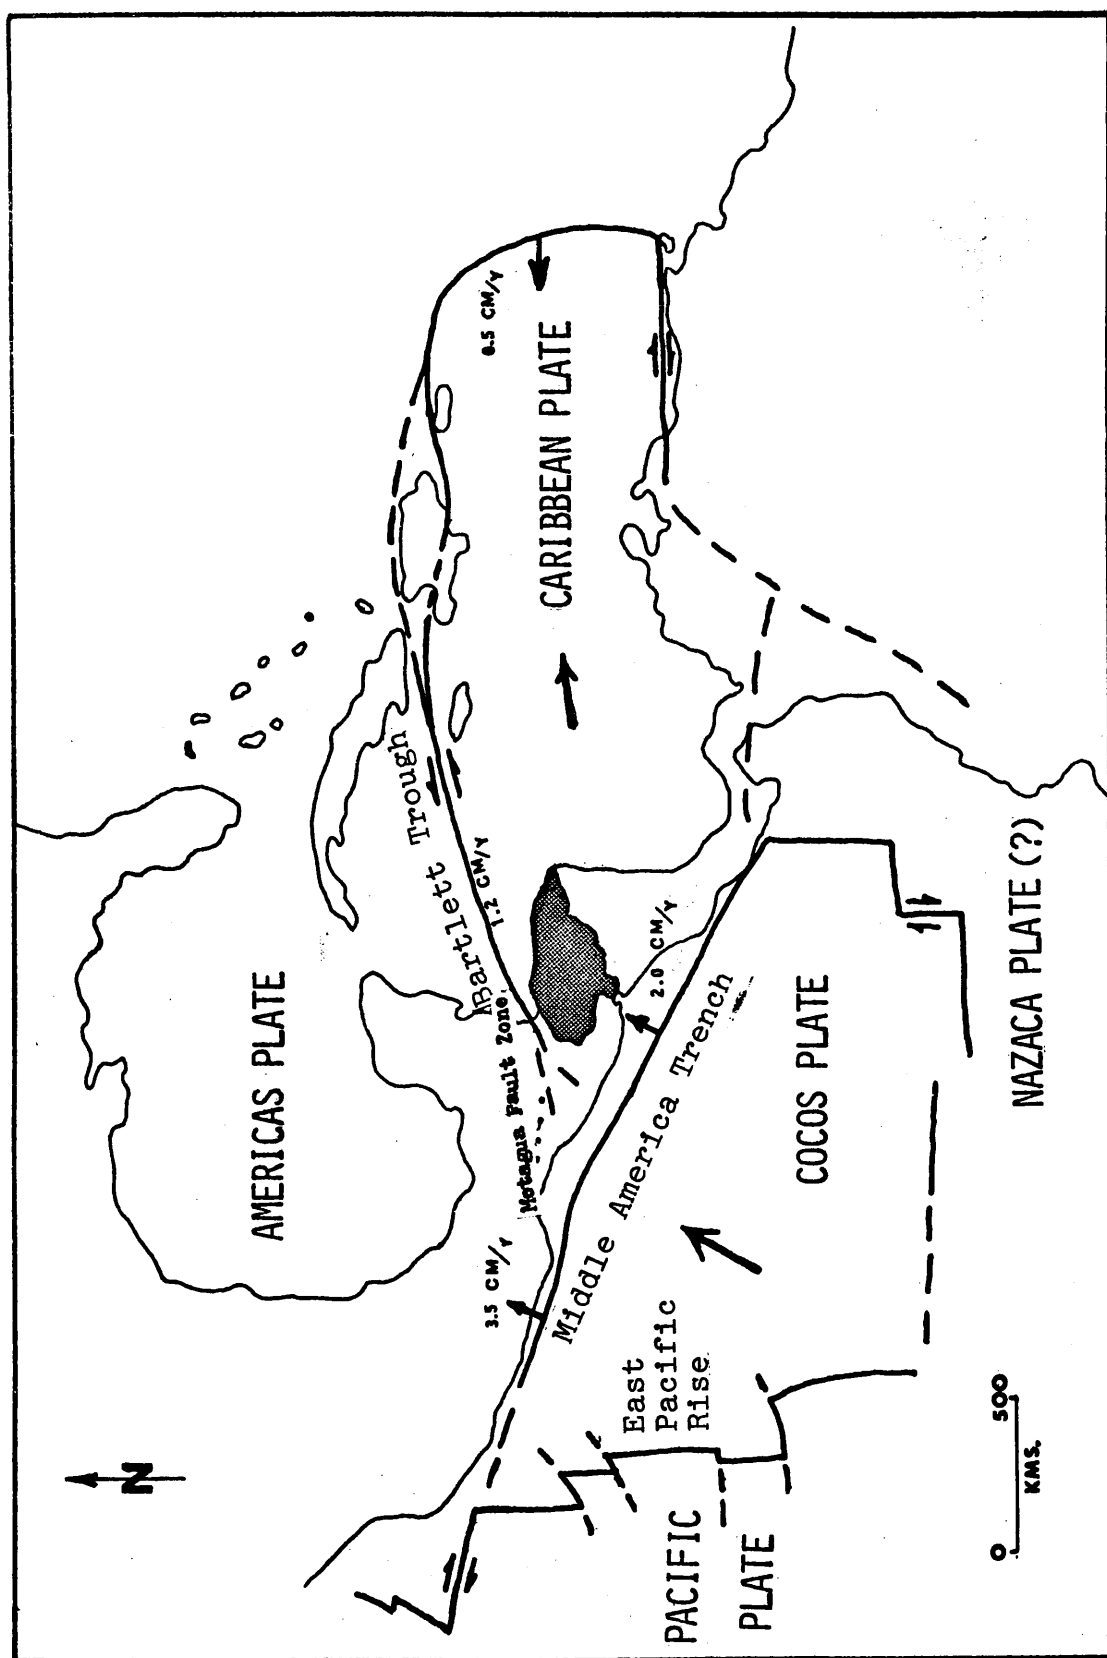 N
AMERICAS PLATE
3.5 CM/Y
Motagua Fault Zone
Bartlett Trough
1.2 CM/Y
0.5 CM/Y
CARIBBEAN PLATE
2.0 CM/Y
Middle America Trench
East
Pacific
Rise
COCOS PLATE
PACIFIC
PLATE
NAZACA PLATE (?)
0 500
KMS.